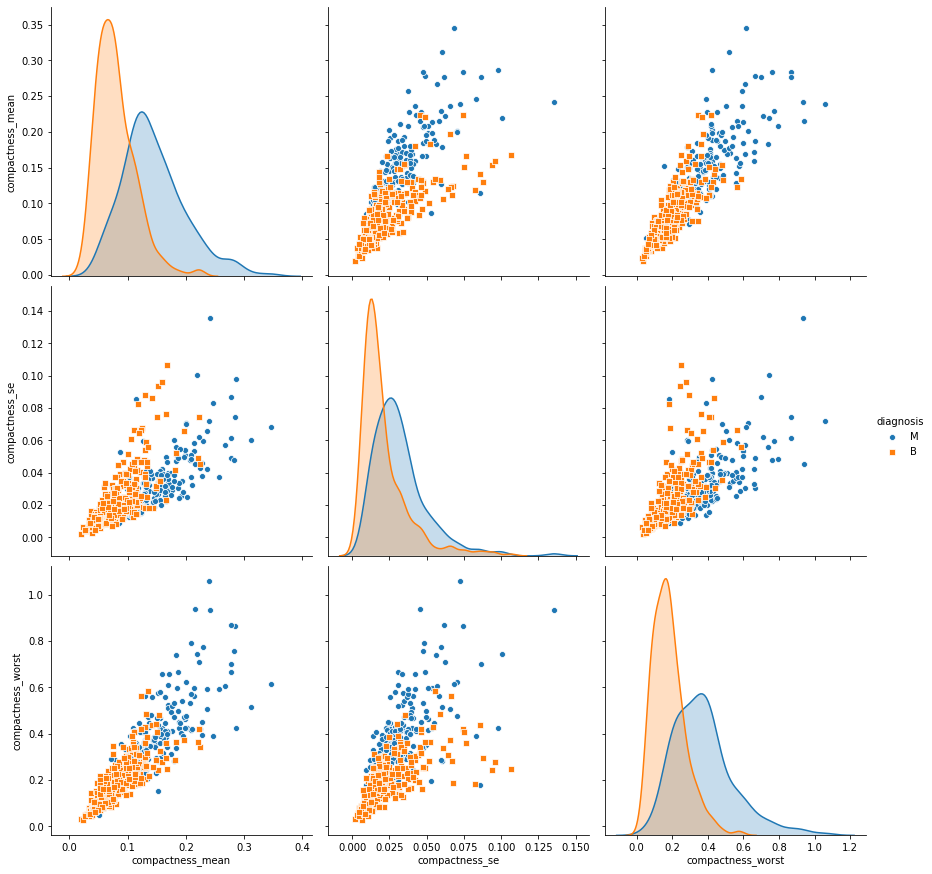 0.35
0.30
0.25
0.20
0.15
0.10
0.05
0.00
compactness_mean
0.14
0.12
0.10
0.08
0.06
0.04
0.02
0.00
compactness_se
diagnosis
M
B
1.0
0.8
0.6
0.4
0.2
0.0
compactness_worst
0.0 0.1 0.2 0.3 0.4
compactness_mean
0.000 0.025 0.050 0.075 0.100 0.125 0.150
compactness_se
0.0 0.2 0.4 0.6 0.8 1.0 1.2
compactness_worst